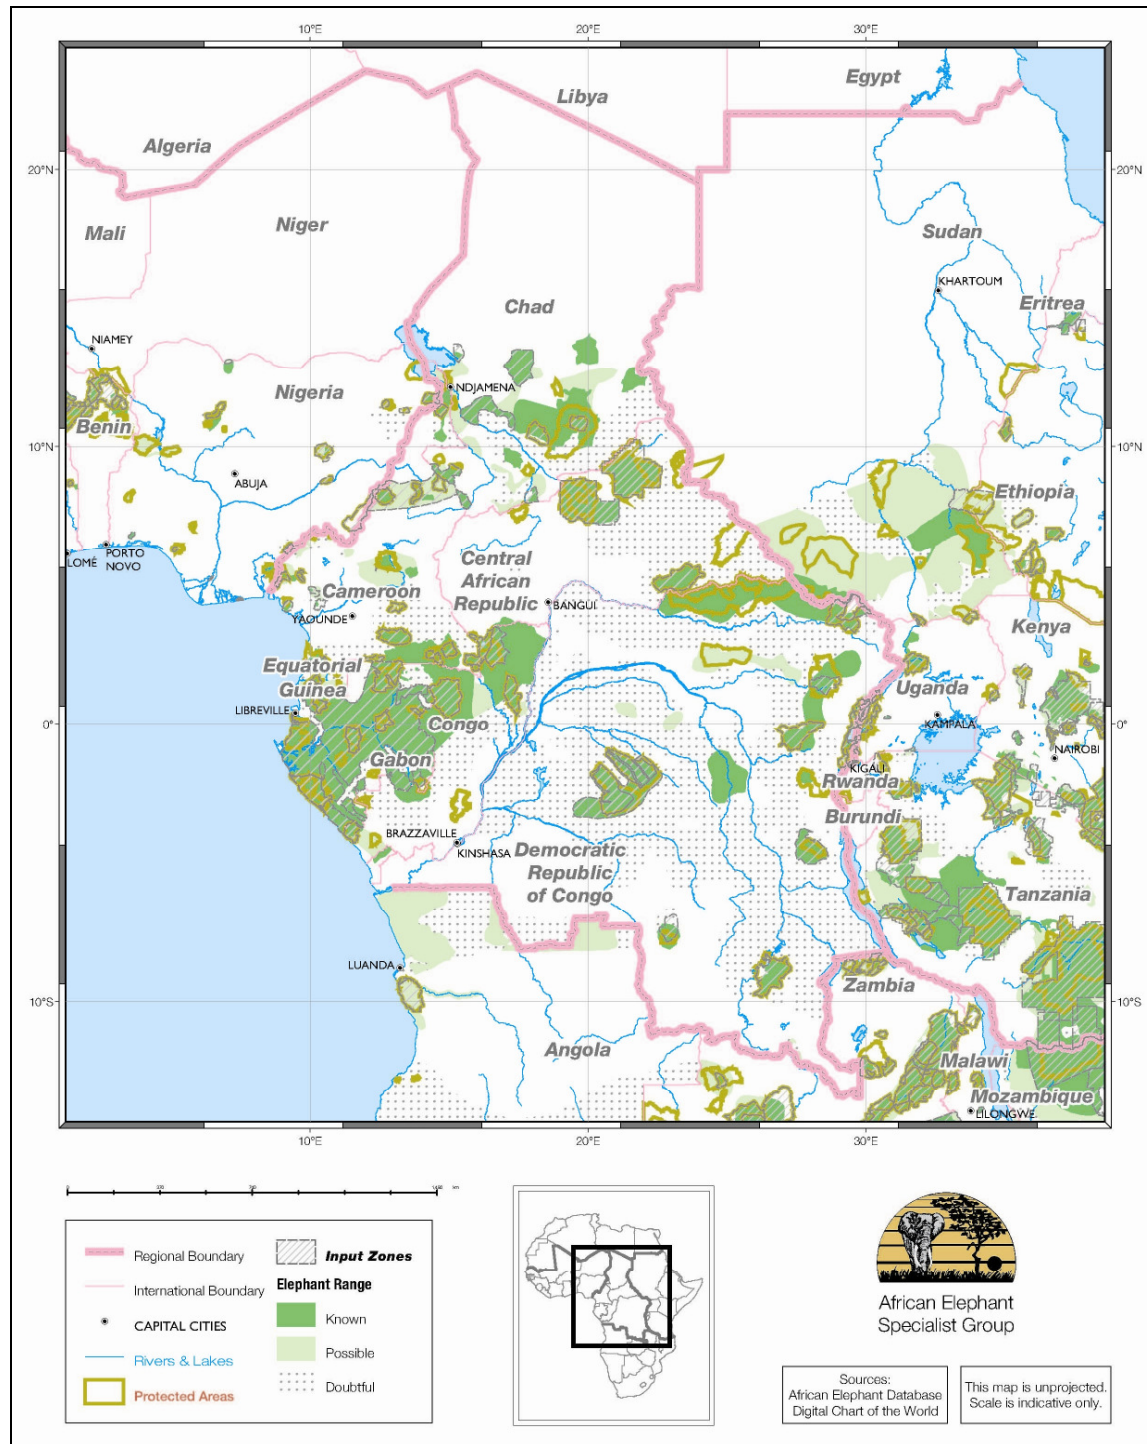 10°E
20°E
30°E
Egypt
Libya
Algeria
20°N
20°N
Mali
Niger
Sudan
KHARTOUM
Chad
Eritrea
NIAMEY
NDJAMENA
Nigeria
Benin
10°N
10°N
ABUJA
Ethiopia
LOMÉ
PORTO
NOVO
Central
African
Republic
Cameroon
BANGUI
YAOUNDE
Kenya
Equatorial
Guinea
Uganda
LIBREVILLE
KAMPALA
0°
0°
Congo
Gabon
NAIROBI
KIGALI
Rwanda
Burundi
BRAZZAVILLE
KINSHASA
Democratic
Republic
of Congo
Tanzania
LUANDA
Zambia
10°S
10°S
Angola
Malawi
Mozambique
LILONGWE
10°E
20°E
30°E
Regional Boundary
International Boundary
CAPITAL CITIES
Rivers & Lakes
Protected Areas
Input Zones
Elephant Range
Known
Possible
Doubtful
African Elephant
Specialist Group
Sources:
African Elephant Database
Digital Chart of the World
This map is unprojected.
Scale is indicative only.